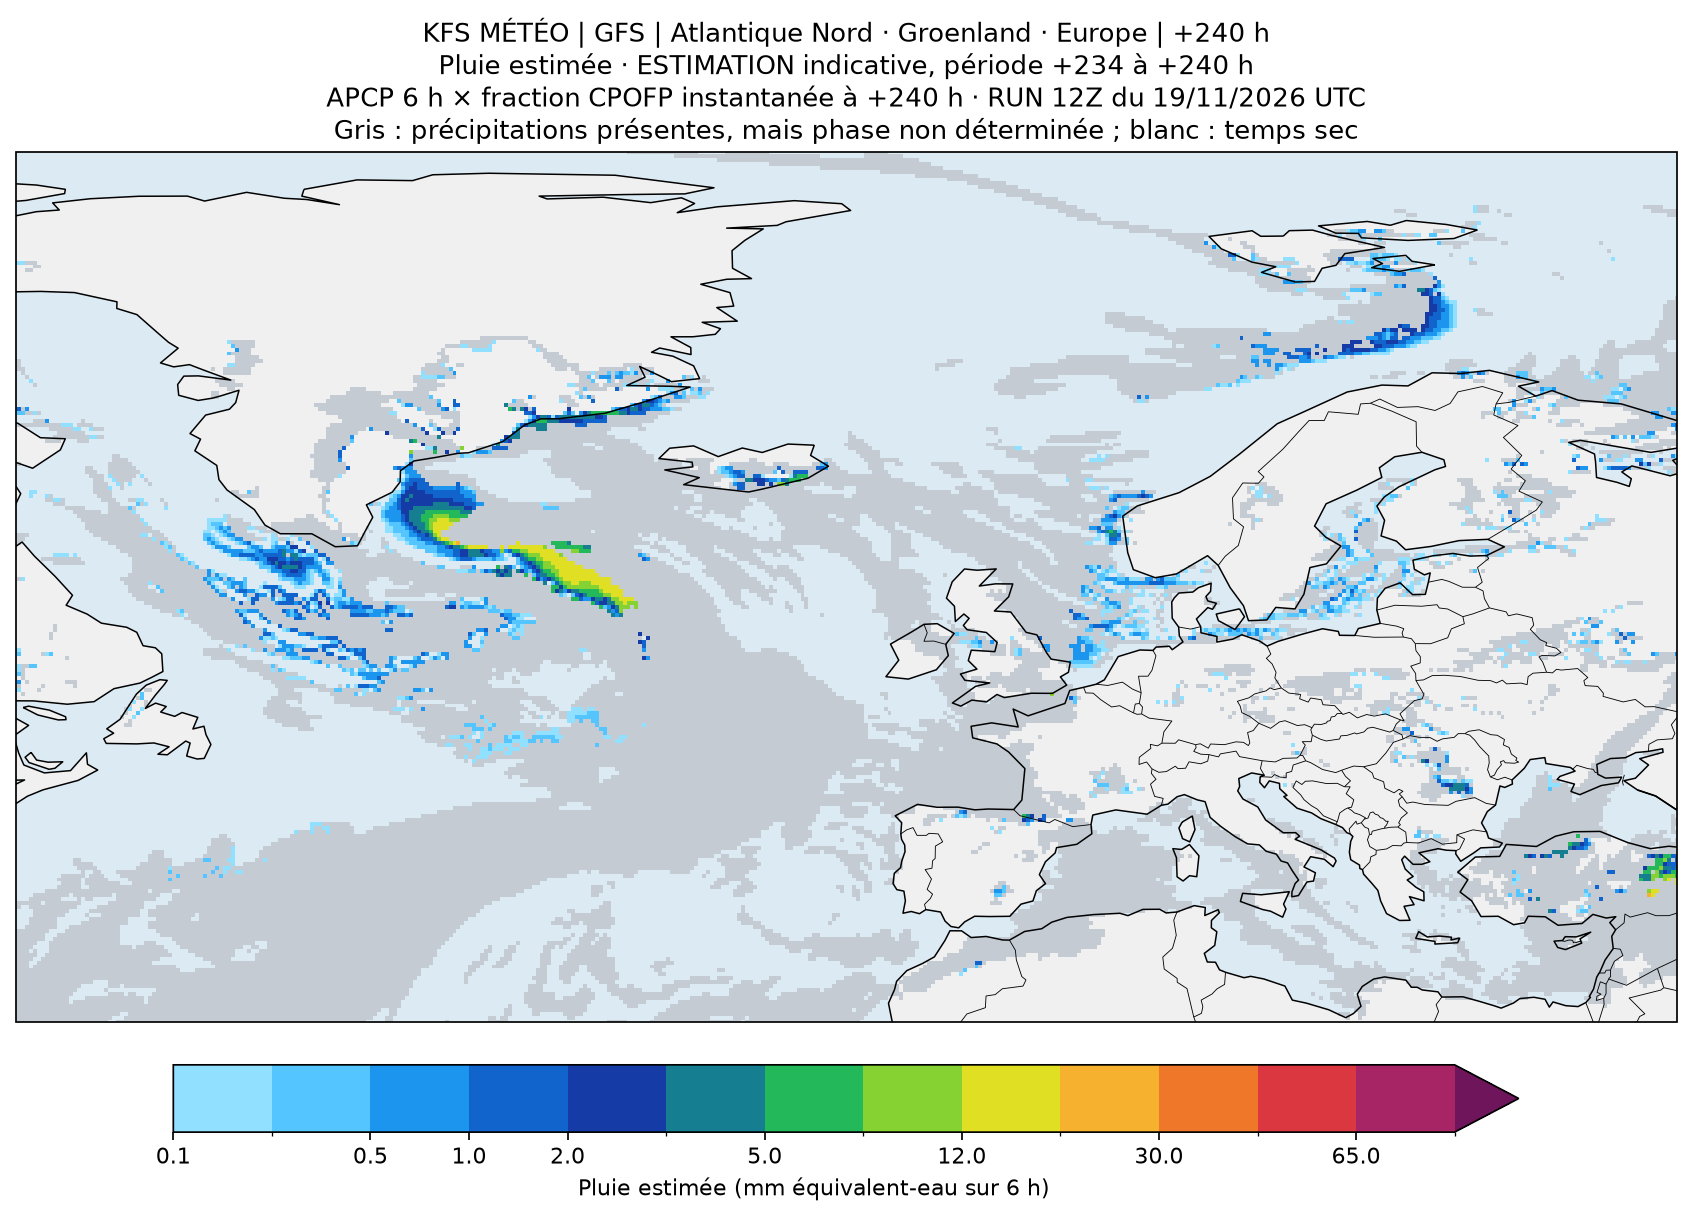 KFS MÉTÉO | GFS | Atlantique Nord · Groenland · Europe | +240 h
Pluie estimée · ESTIMATION indicative, période +234 à +240 h
APCP 6 h × fraction CPOFP instantanée à +240 h · RUN 12Z du 19/11/2026 UTC
Gris : précipitations présentes, mais phase non déterminée ; blanc : temps sec
0.1 0.5 1.0 2.0 5.0 12.0 30.0 65.0
Pluie estimée (mm équivalent-eau sur 6 h)